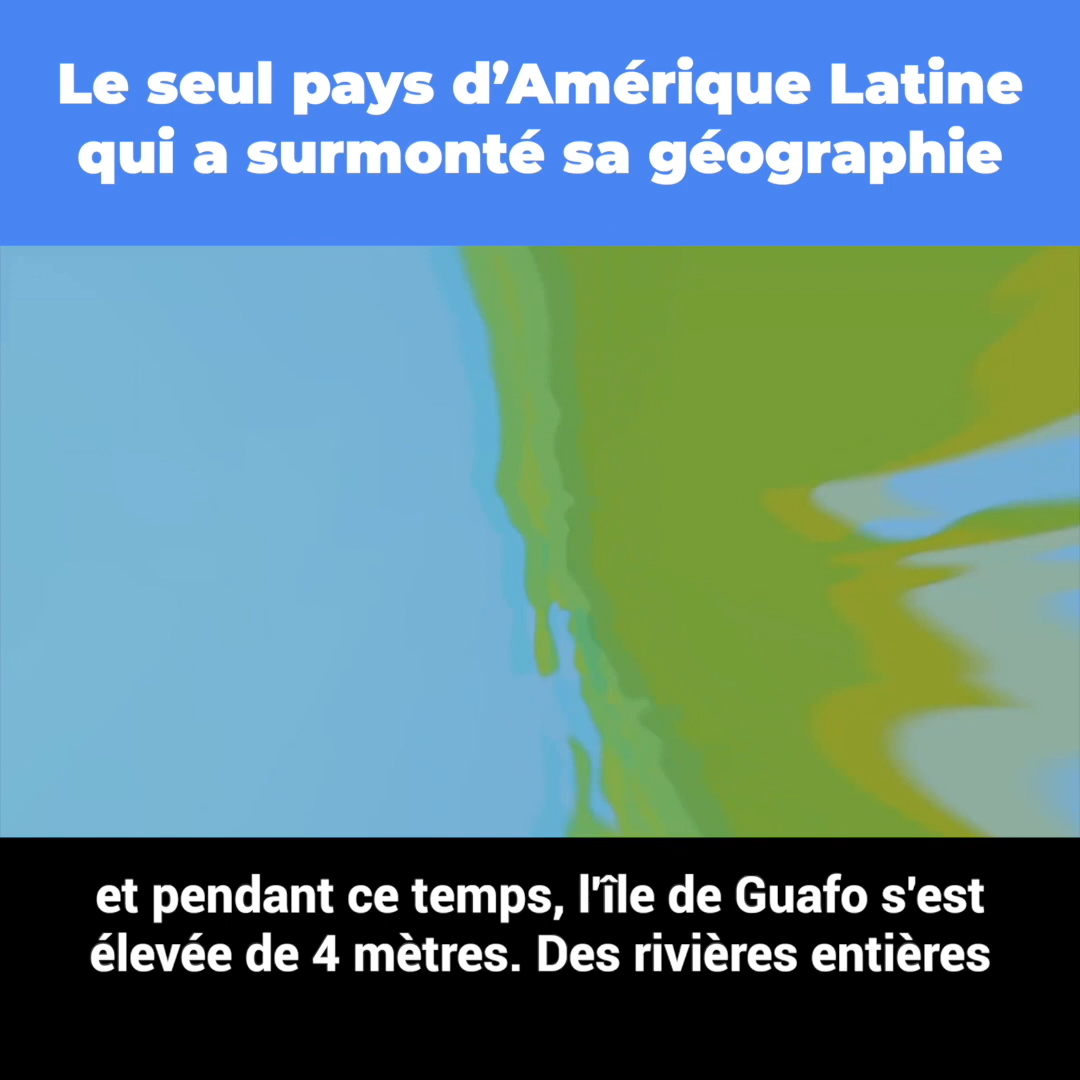 Le seul pays d’Amérique Latine
qui a surmonté sa géographie
et pendant ce temps, l'île de Guafo s'est
élevée de 4 mètres. Des rivières entières